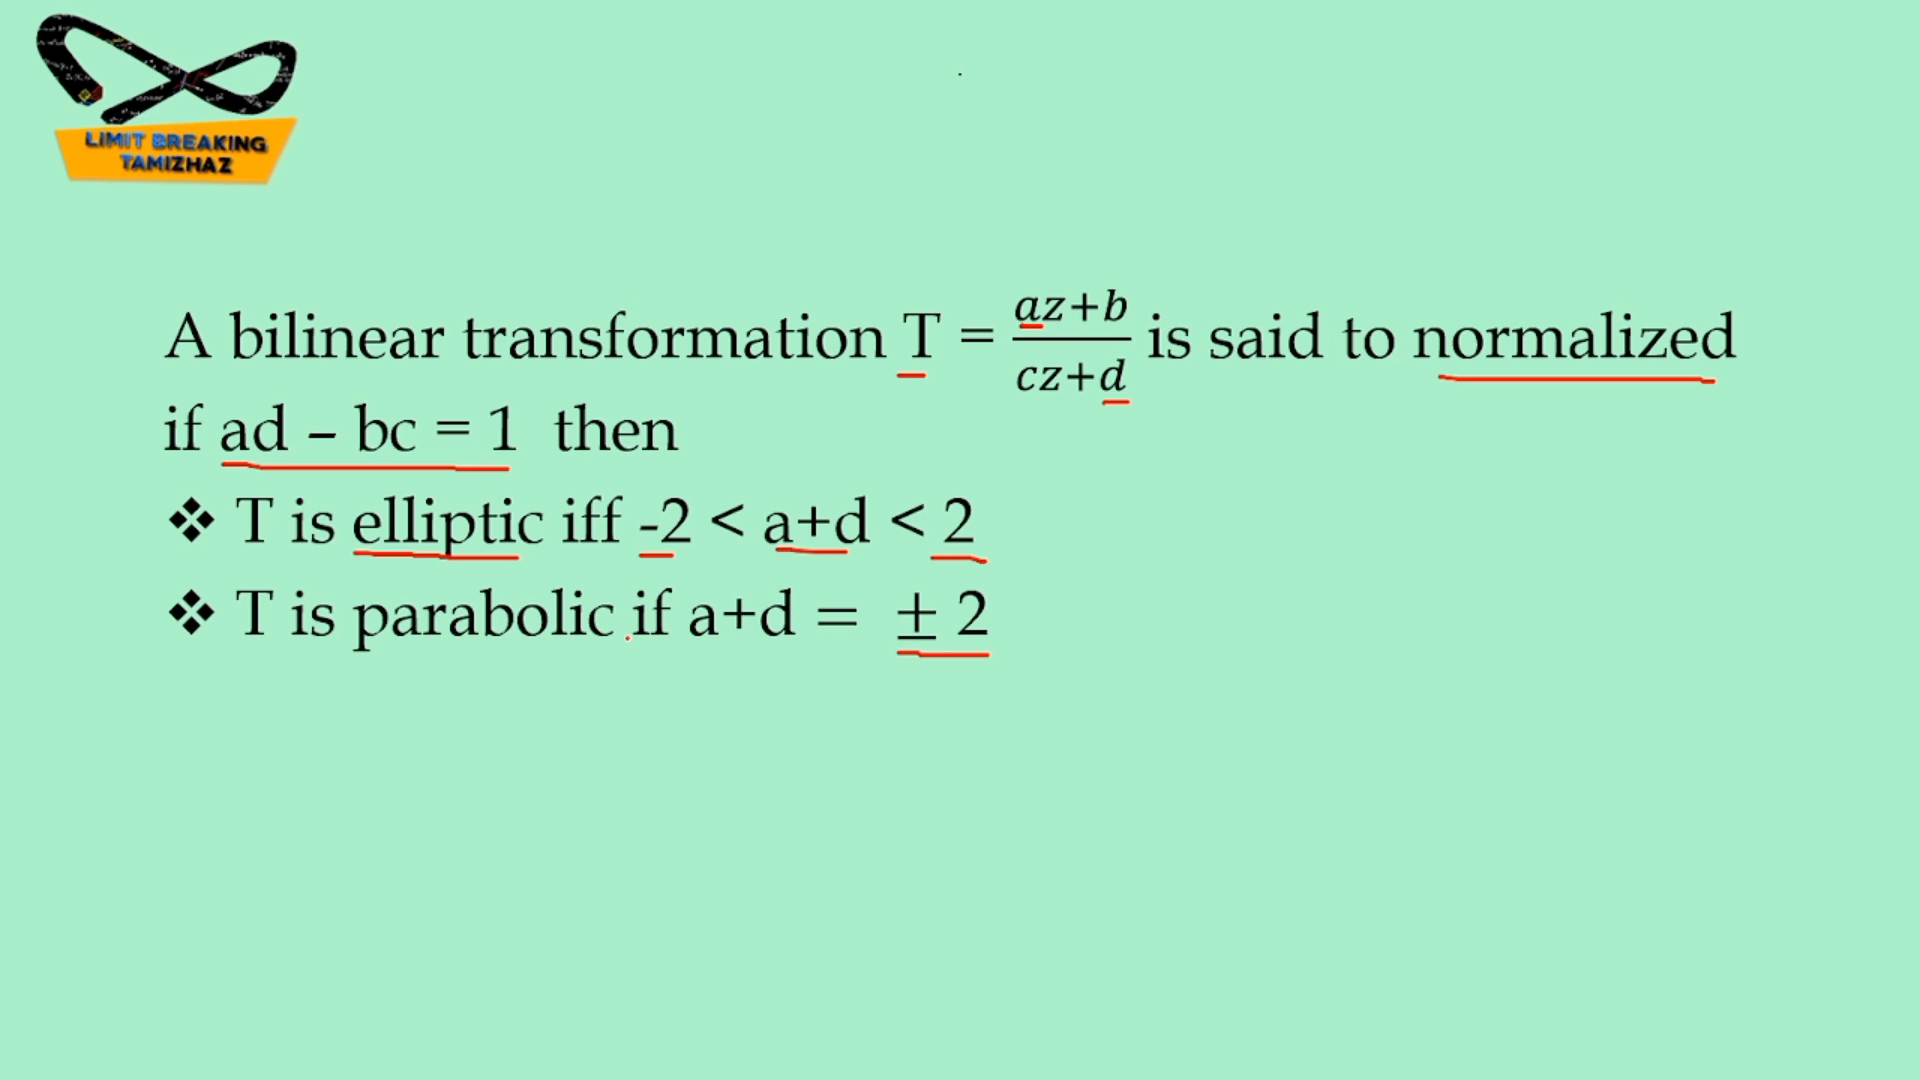 LIMIT BREAKING
TAMIZHAZ
A bilinear transformation T = \frac{az+b}{cz+d} is said to normalized
if ad – bc = 1 then
❖ T is elliptic iff -2 < a+d < 2
❖ T is parabolic if a+d = ± 2